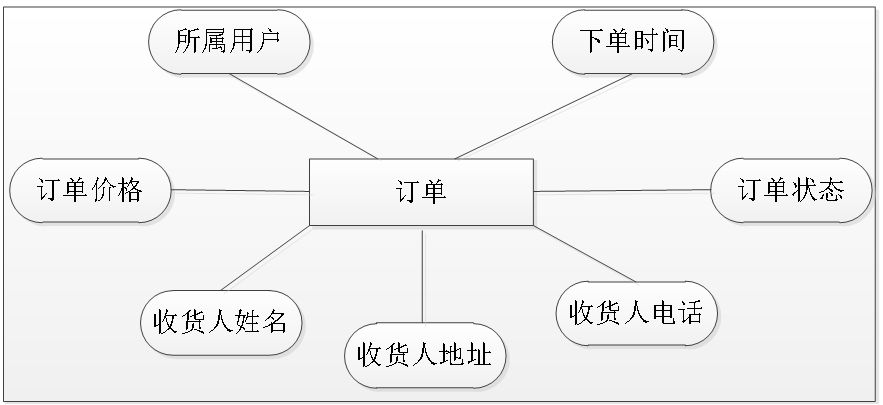 所属用户
下单时间
订单价格
订单
订单状态
收货人姓名
收货人地址
收货人电话